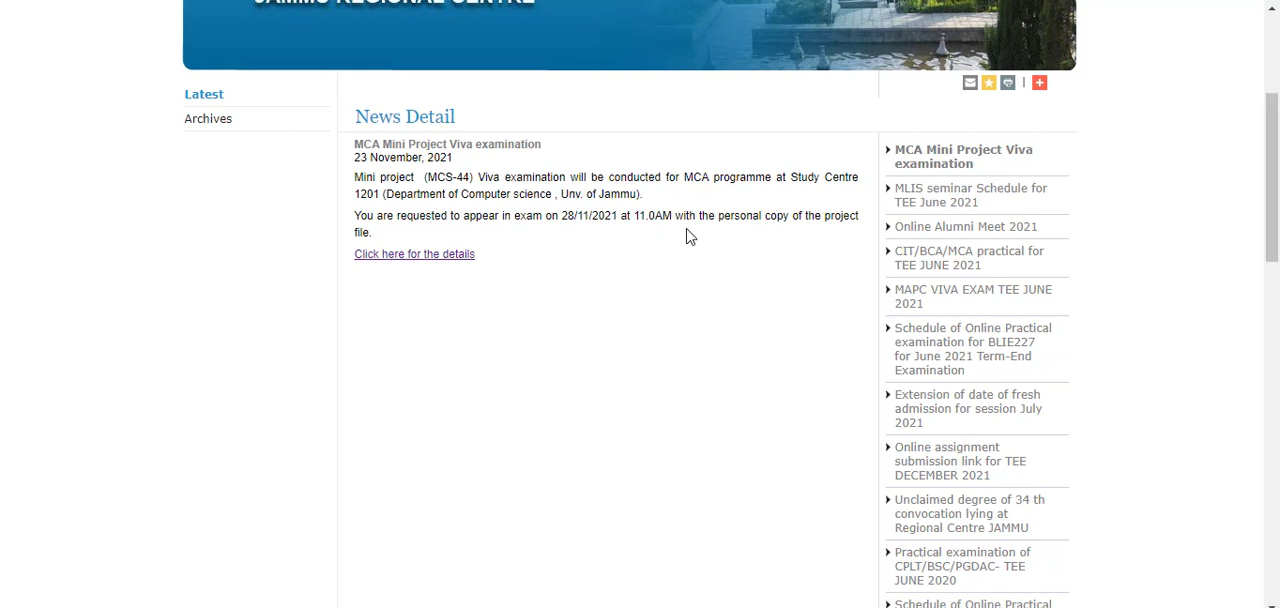 JAMMU REGIONAL CENTRE
Latest
Archives
News Detail
MCA Mini Project Viva examination
23 November, 2021
Mini project (MCS-44) Viva examination will be conducted for MCA programme at Study Centre
1201 (Department of Computer science , Unv. of Jammu).
You are requested to appear in exam on 28/11/2021 at 11.0AM with the personal copy of the project
file.
Click here for the details
MCA Mini Project Viva
examination
MLIS seminar Schedule for
TEE June 2021
Online Alumni Meet 2021
CIT/BCA/MCA practical for
TEE JUNE 2021
MAPC VIVA EXAM TEE JUNE
2021
Schedule of Online Practical
examination for BLIE227
for June 2021 Term-End
Examination
Extension of date of fresh
admission for session July
2021
Online assignment
submission link for TEE
DECEMBER 2021
Unclaimed degree of 34 th
convocation lying at
Regional Centre JAMMU
Practical examination of
CPLT/BSC/PGDAC- TEE
JUNE 2020
Schedule of Online Practical